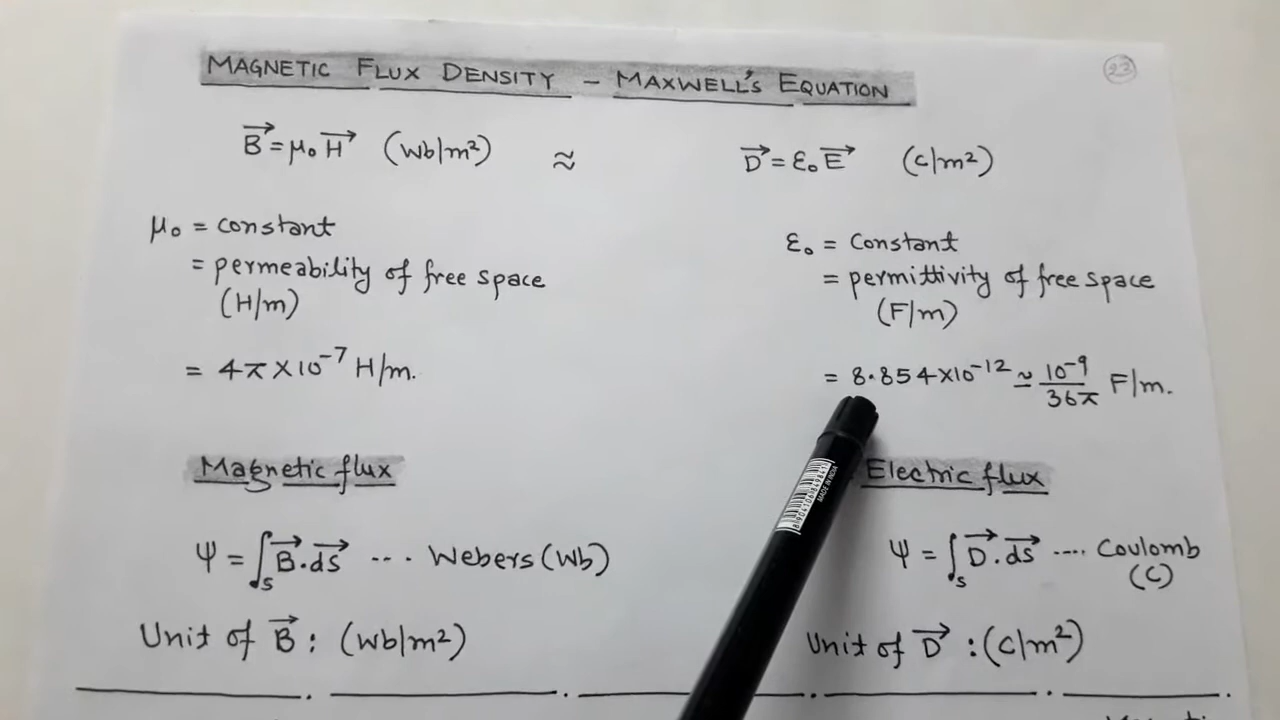 MAGNETIC FLUX DENSITY – MAXWELL'S EQUATION
23
B⃗ = μ₀H⃗ (Wb/m²) ≈ D⃗ = ε₀E⃗ (C/m²)
μ₀ = constant
= permeability of free space
(H/m)
= 4π×10⁻⁷ H/m.
ε₀ = Constant
= permittivity of free space
(F/m)
= 8.854×10⁻¹² ≃ 10⁻⁹/36π F/m.
Magnetic flux
ψ = ∫ₛ B⃗.ds⃗ ... Webers (Wb)
Unit of B⃗ : (Wb/m²)
Electric flux
ψ = ∫ₛ D⃗.ds⃗ .... Coulomb
(C)
Unit of D⃗ : (C/m²)
MADE IN INDIA